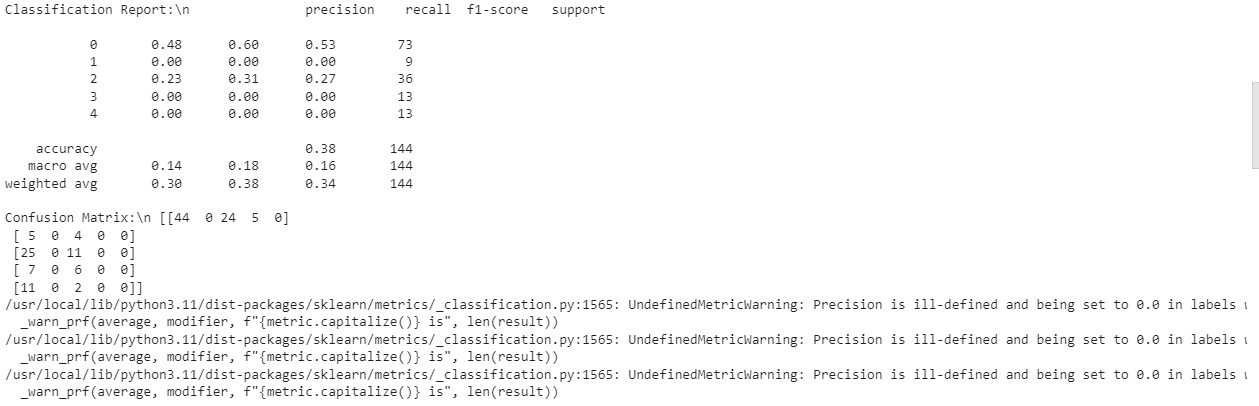 Classification Report:\n               precision    recall  f1-score   support

           0       0.48      0.60      0.53        73
           1       0.00      0.00      0.00         9
           2       0.23      0.31      0.27        36
           3       0.00      0.00      0.00        13
           4       0.00      0.00      0.00        13

    accuracy                           0.38       144
   macro avg       0.14      0.18      0.16       144
weighted avg       0.30      0.38      0.34       144

Confusion Matrix:\n [[44  0 24  5  0]
 [ 5  0  4  0  0]
 [25  0 11  0  0]
 [ 7  0  6  0  0]
 [11  0  2  0  0]]
/usr/local/lib/python3.11/dist-packages/sklearn/metrics/_classification.py:1565: UndefinedMetricWarning: Precision is ill-defined and being set to 0.0 in labels
  _warn_prf(average, modifier, f"{metric.capitalize()} is", len(result))
/usr/local/lib/python3.11/dist-packages/sklearn/metrics/_classification.py:1565: UndefinedMetricWarning: Precision is ill-defined and being set to 0.0 in labels
  _warn_prf(average, modifier, f"{metric.capitalize()} is", len(result))
/usr/local/lib/python3.11/dist-packages/sklearn/metrics/_classification.py:1565: UndefinedMetricWarning: Precision is ill-defined and being set to 0.0 in labels
  _warn_prf(average, modifier, f"{metric.capitalize()} is", len(result))